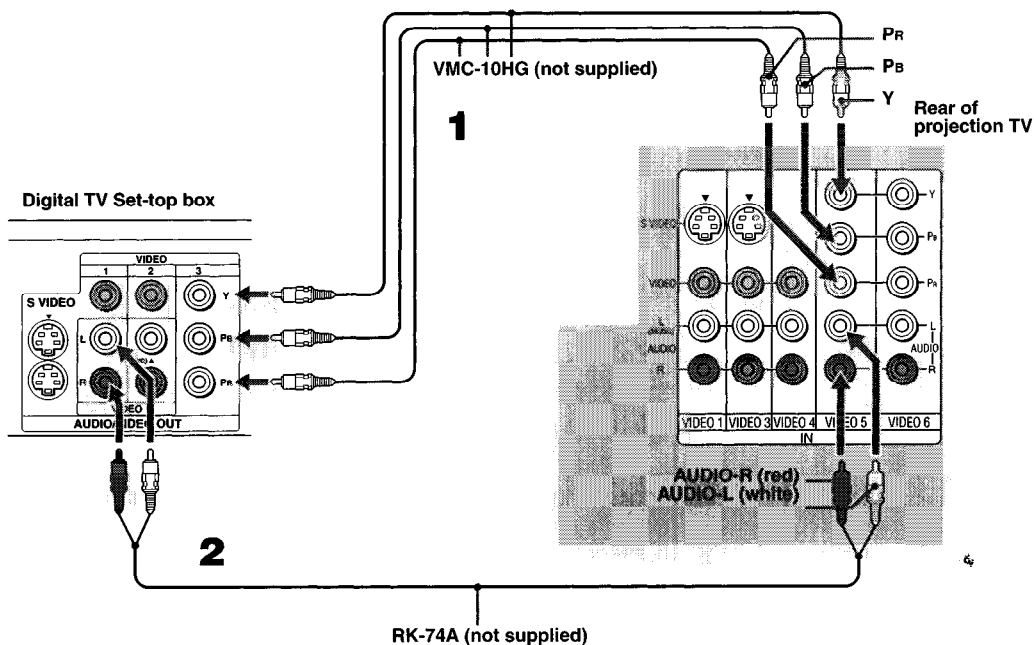 PR
PB
Y
VMC-10HG (not supplied)
1
Rear of
projection TV
Digital TV Set-top box
VIDEO
1 2 3
S VIDEO
Y
L
PB
R
PR
AUDIO/VIDEO OUT
S VIDEO
Y
PB
VIDEO
PR
L
L
AUDIO
AUDIO
R
R
VIDEO 1 VIDEO 3 VIDEO 4 VIDEO 5 VIDEO 6
IN
AUDIO-R (red)
AUDIO-L (white)
2
RK-74A (not supplied)